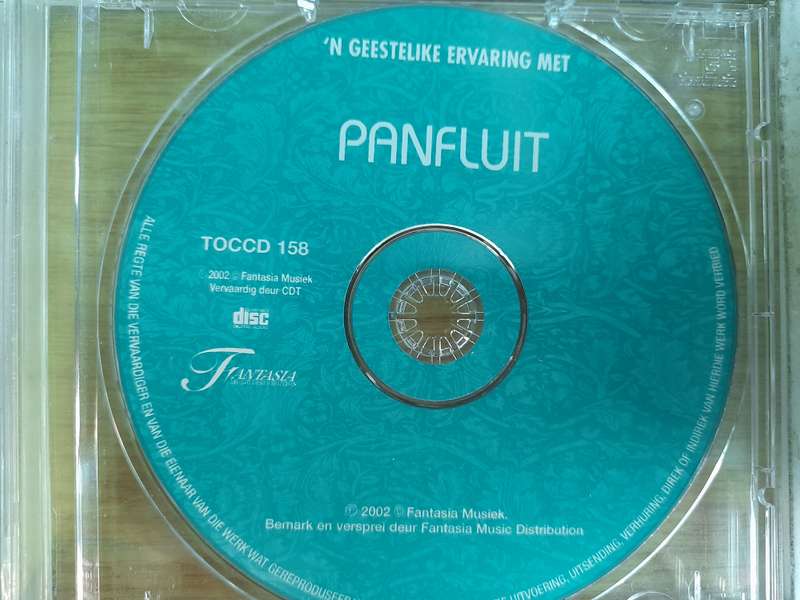 'N GEESTELIKE ERVARING MET
PANFLUIT
TOCCD 158
℗ 2002 © Fantasia Musiek
Vervaardig deur CDT
disc
DIGITAL AUDIO
FANTASIA
℗ 2002 © Fantasia Musiek.
Bemark en versprei deur Fantasia Music Distribution
ALLE REGTE VAN DIE VERVAARDIGER EN VAN DIE EIENAAR VAN DIE WERK WAT GEREPRODUSEER
UITVOERING, UITSENDING, VERHURING, DIREK OF INDIREK VAN HIERDIE WERK WORD VERBIED